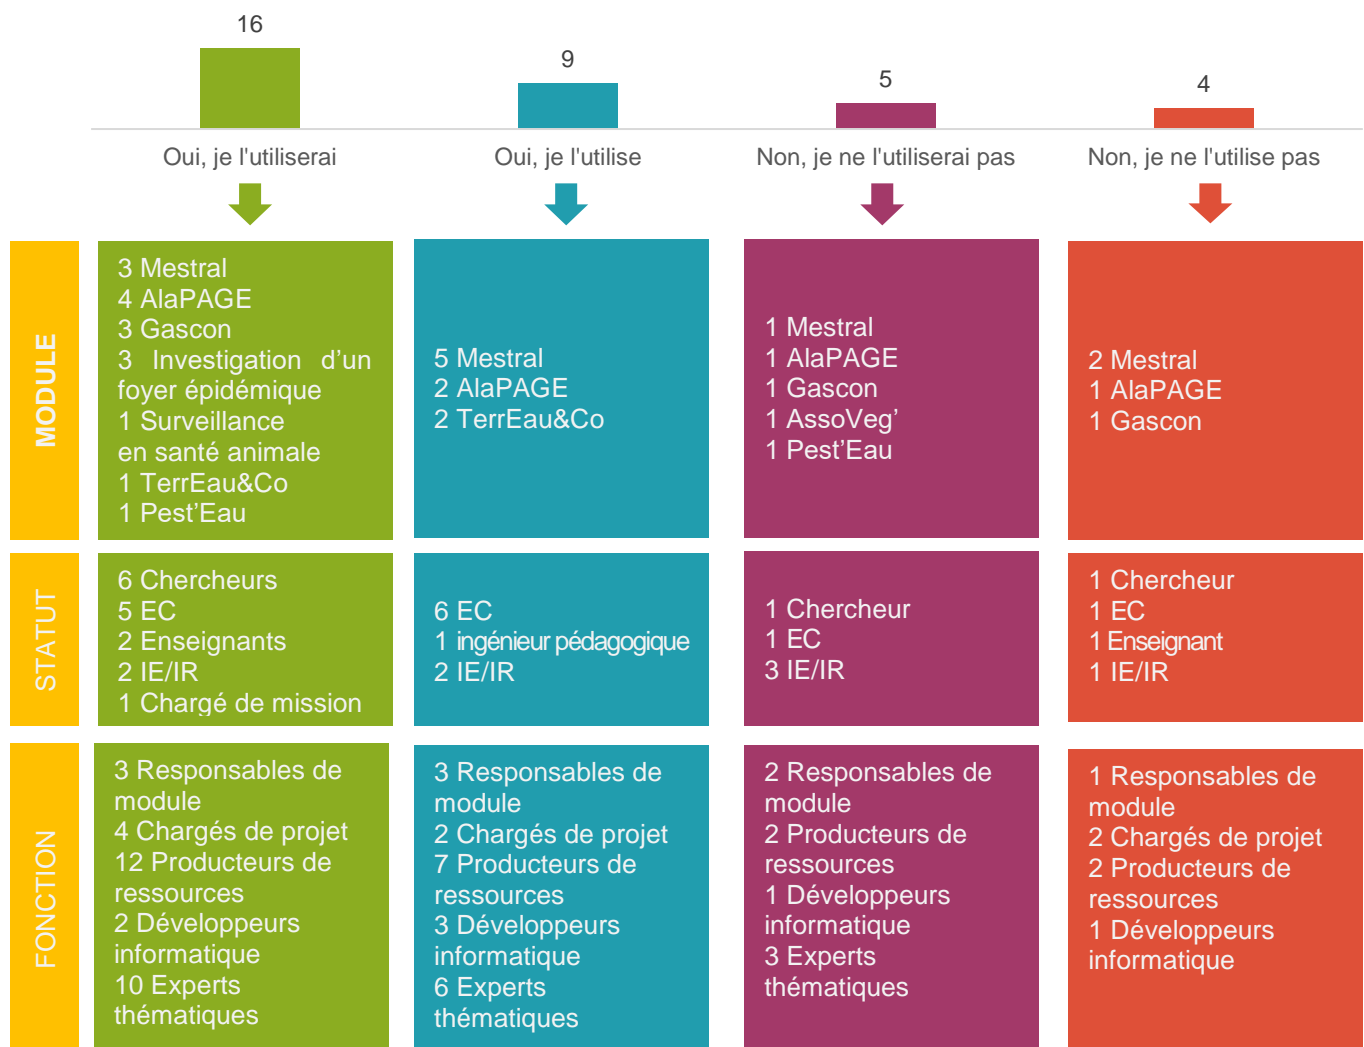 16
9
5
4
Oui, je l'utiliserai
Oui, je l'utilise
Non, je ne l'utiliserai pas
Non, je ne l'utilise pas
MODULE
3 Mestral
4 AlaPAGE
3 Gascon
3 Investigation d’un
foyer épidémique
1 Surveillance
en santé animale
1 TerrEau&Co
1 Pest’Eau
5 Mestral
2 AlaPAGE
2 TerrEau&Co
1 Mestral
1 AlaPAGE
1 Gascon
1 AssoVeg’
1 Pest’Eau
2 Mestral
1 AlaPAGE
1 Gascon
STATUT
6 Chercheurs
5 EC
2 Enseignants
2 IE/IR
1 Chargé de mission
6 EC
1 ingénieur pédagogique
2 IE/IR
1 Chercheur
1 EC
3 IE/IR
1 Chercheur
1 EC
1 Enseignant
1 IE/IR
FONCTION
3 Responsables de
module
4 Chargés de projet
12 Producteurs de
ressources
2 Développeurs
informatique
10 Experts
thématiques
3 Responsables de
module
2 Chargés de projet
7 Producteurs de
ressources
3 Développeurs
informatique
6 Experts
thématiques
2 Responsables de
module
2 Producteurs de
ressources
1 Développeurs
informatique
3 Experts
thématiques
1 Responsables de
module
2 Chargés de projet
2 Producteurs de
ressources
1 Développeurs
informatique